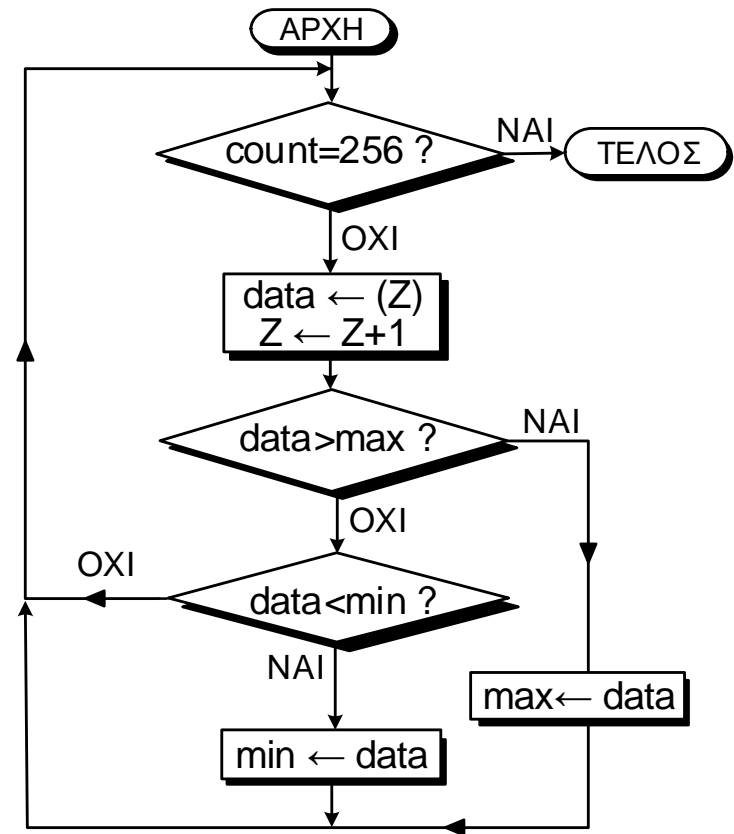 ΑΡΧΗ
count=256 ?
ΝΑΙ
ΤΕΛΟΣ
ΟΧΙ
data ← (Z)
Z ← Z+1
data>max ?
ΝΑΙ
ΟΧΙ
ΟΧΙ
data<min ?
ΝΑΙ
max← data
min ← data